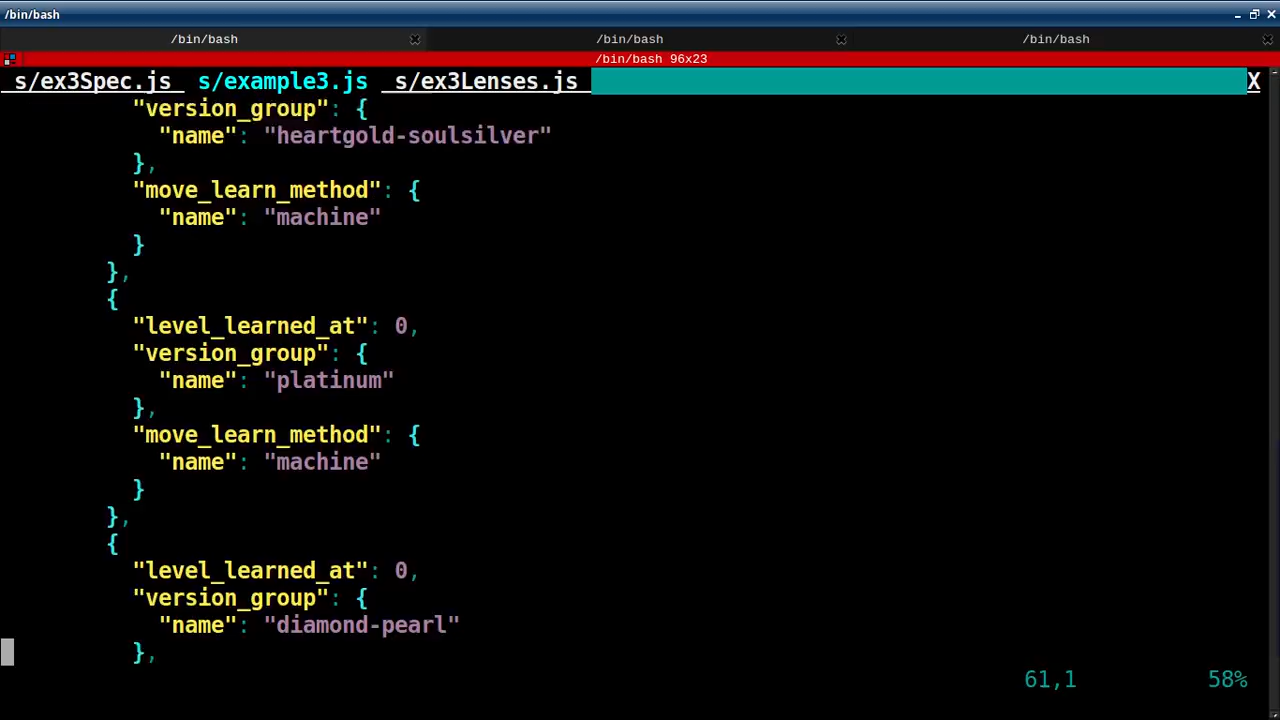 /bin/bash
/bin/bash /bin/bash /bin/bash
/bin/bash 96x23
s/ex3Spec.js s/example3.js s/ex3Lenses.js X
"version_group": {
"name": "heartgold-soulsilver"
},
"move_learn_method": {
"name": "machine"
}
},
{
"level_learned_at": 0,
"version_group": {
"name": "platinum"
},
"move_learn_method": {
"name": "machine"
}
},
{
"level_learned_at": 0,
"version_group": {
"name": "diamond-pearl"
},
61,1 58%